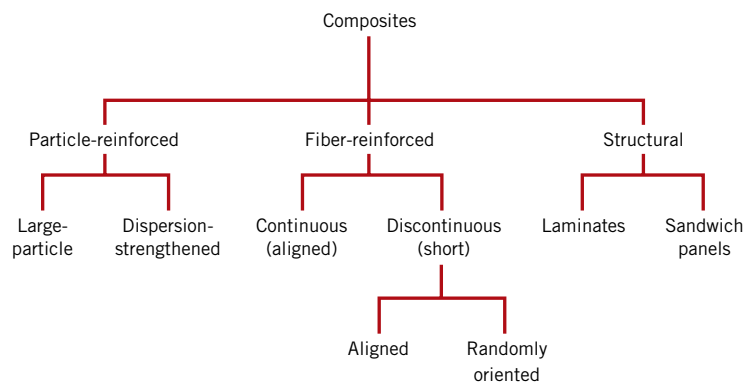 Composites
Particle-reinforced
Fiber-reinforced
Structural
Large-
particle
Dispersion-
strengthened
Continuous
(aligned)
Discontinuous
(short)
Laminates
Sandwich
panels
Aligned
Randomly
oriented